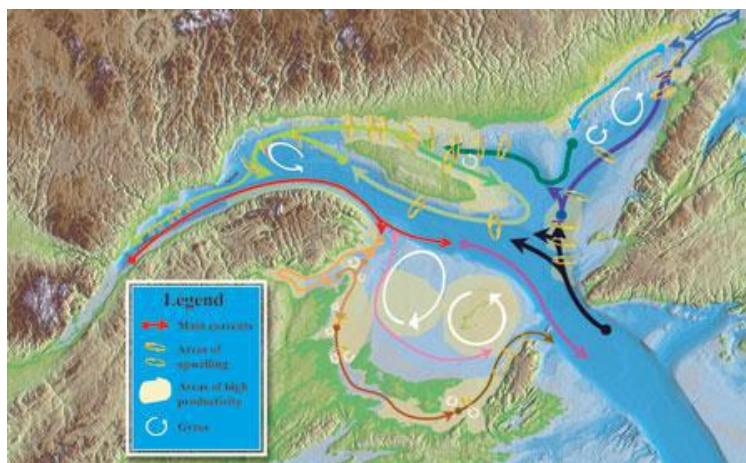 Legend
Main currents
Areas of
upwelling
Areas of high
productivity
Gyres